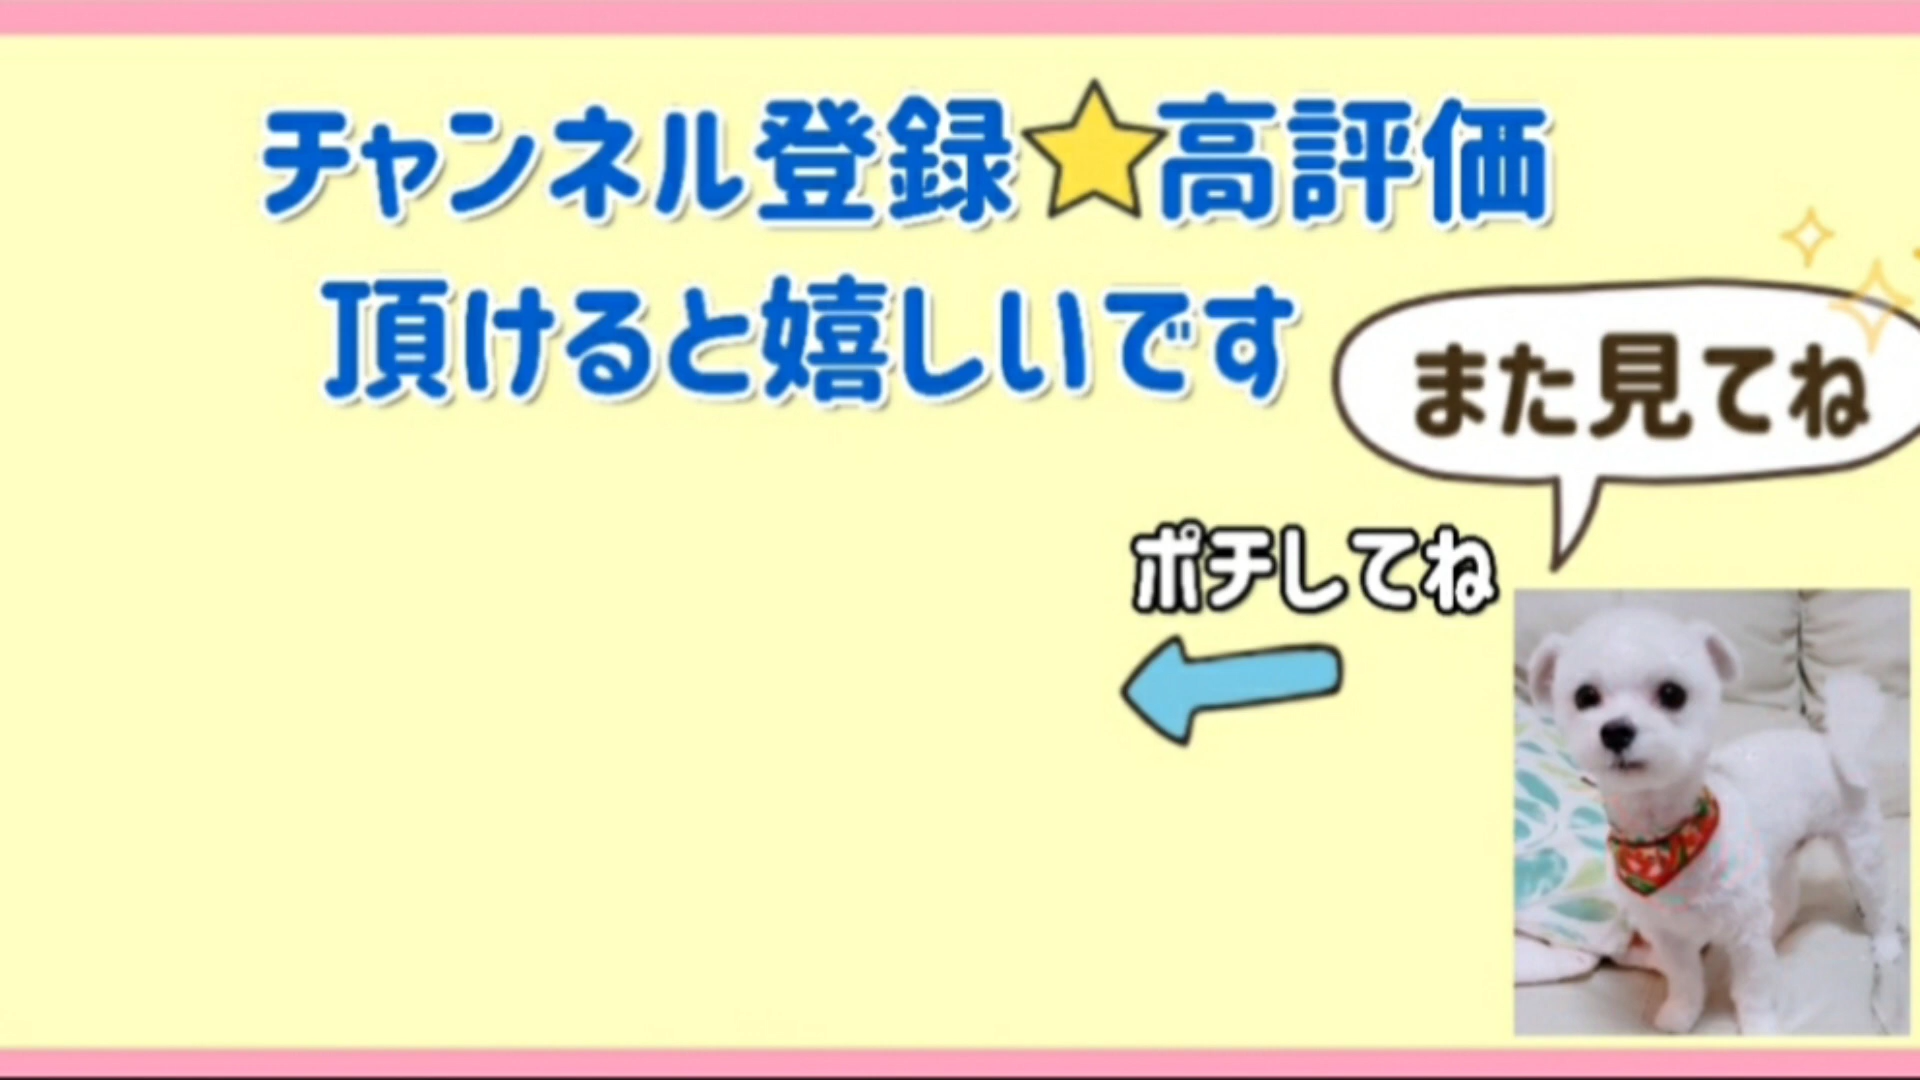 チャンネル登録⭐高評価
頂けると嬉しいです
また見てね
ポチしてね